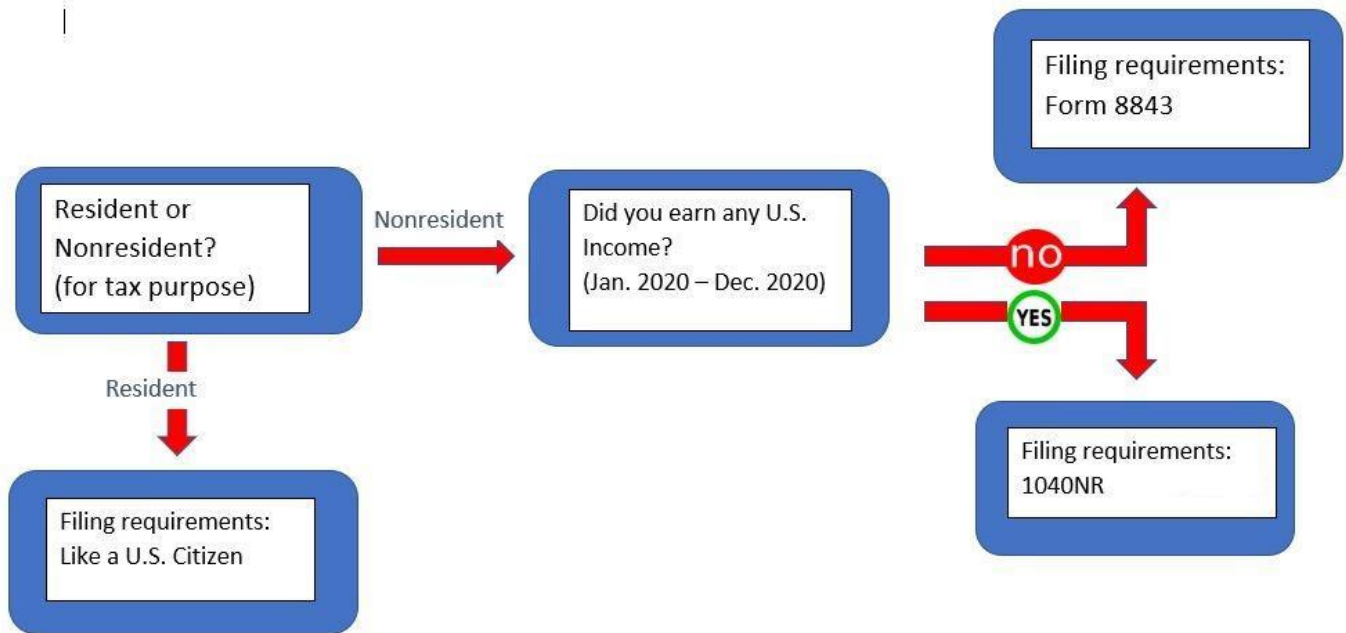 Resident or
Nonresident?
(for tax purpose)
Nonresident
Did you earn any U.S.
Income?
(Jan. 2020 – Dec. 2020)
no
YES
Filing requirements:
Form 8843
Filing requirements:
1040NR
Resident
Filing requirements:
Like a U.S. Citizen